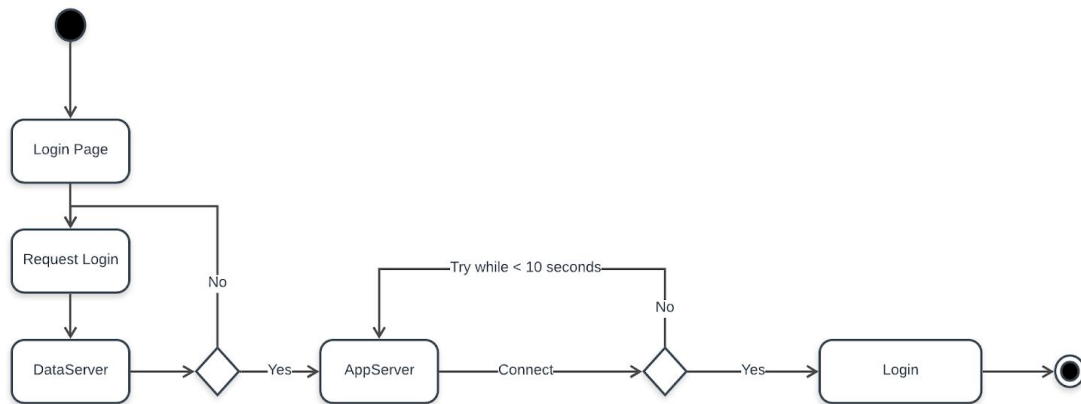 Login Page
Request Login
No
Try while < 10 seconds
No
DataServer
Yes
AppServer
Connect
Yes
Login